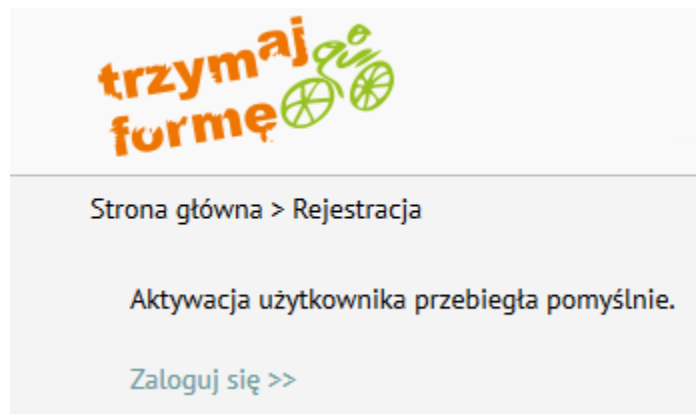 trzymaj
formę
Strona główna > Rejestracja
Aktywacja użytkownika przebiegła pomyślnie.
Zaloguj się >>